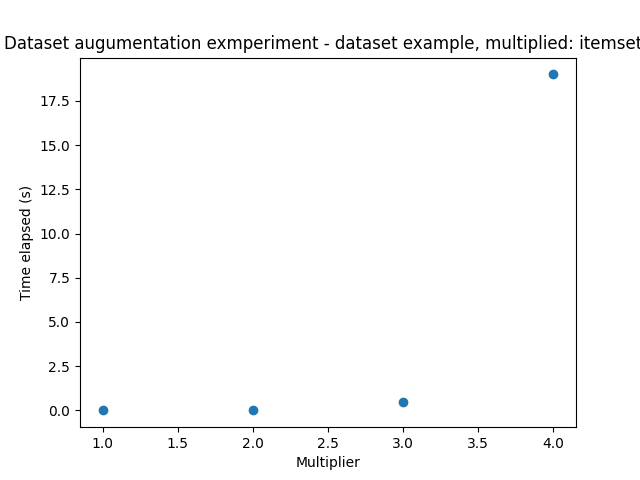 Dataset augumentation exmperiment - dataset example, multiplied: itemset
17.5
15.0
12.5
10.0
7.5
5.0
2.5
0.0
Time elapsed (s)
1.0 1.5 2.0 2.5 3.0 3.5 4.0
Multiplier